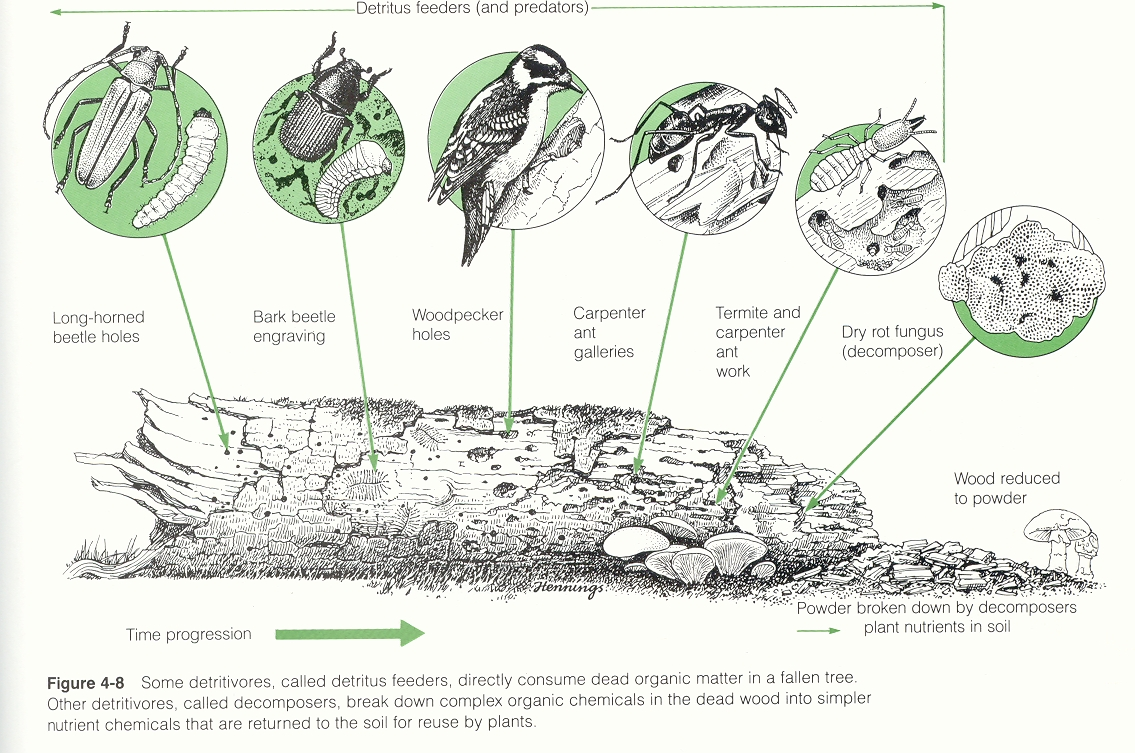 Detritus feeders (and predators)
Long-horned
beetle holes
Bark beetle
engraving
Woodpecker
holes
Carpenter
ant
galleries
Termite and
carpenter
ant
work
Dry rot fungus
(decomposer)
Wood reduced
to powder
Hennings
Powder broken down by decomposers
plant nutrients in soil
Time progression
Figure 4-8 Some detritivores, called detritus feeders, directly consume dead organic matter in a fallen tree.
Other detritivores, called decomposers, break down complex organic chemicals in the dead wood into simpler
nutrient chemicals that are returned to the soil for reuse by plants.